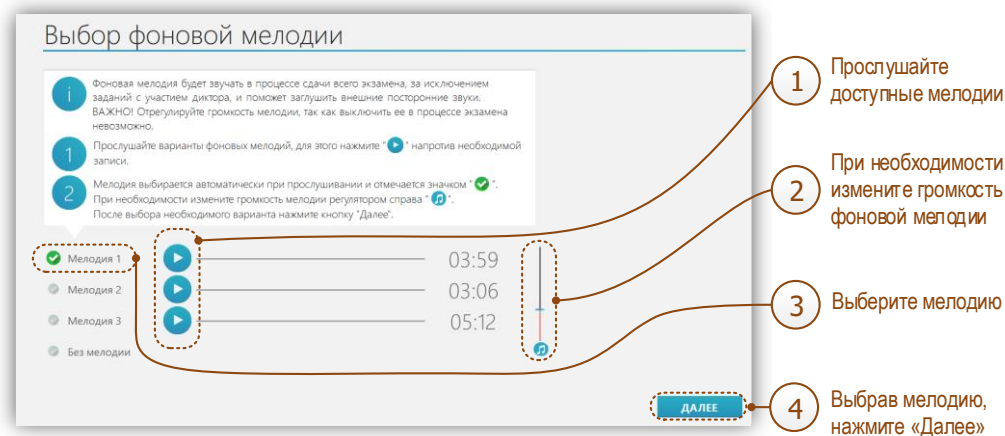 Выбор фоновой мелодии
i
Фоновая мелодия будет звучать в процессе сдачи всего экзамена, за исключением
заданий с участием диктора, и поможет заглушить внешние посторонние звуки.
ВАЖНО! Отрегулируйте громкость мелодии, так как выключить ее в процессе экзамена
невозможно.
1
Прослушайте варианты фоновых мелодий, для этого нажмите " " напротив необходимой
записи.
2
Мелодия выбирается автоматически при прослушивании и отмечается значком " ".
При необходимости измените громкость мелодии регулятором справа " ".
После выбора необходимого варианта нажмите кнопку "Далее".
Мелодия 1 03:59
Мелодия 2 03:06
Мелодия 3 05:12
Без мелодии
ДАЛЕЕ
1
Прослушайте
доступные мелодии
2
При необходимости
измените громкость
фоновой мелодии
3
Выберите мелодию
4
Выбрав мелодию,
нажмите «Далее»